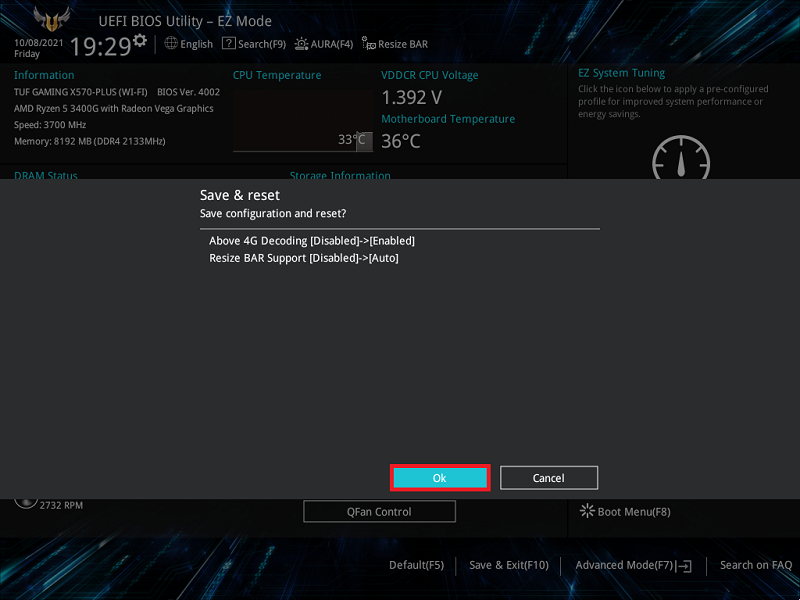 UEFI BIOS Utility – EZ Mode
10/08/2021
Friday
19:29
English
? Search(F9)
AURA(F4)
Resize BAR
Information
TUF GAMING X570-PLUS (WI-FI) BIOS Ver. 4002
AMD Ryzen 5 3400G with Radeon Vega Graphics
Speed: 3700 MHz
Memory: 8192 MB (DDR4 2133MHz)
CPU Temperature
33°C
VDDCR CPU Voltage
1.392 V
Motherboard Temperature
36°C
EZ System Tuning
Click the icon below to apply a pre-configured
profile for improved system performance or
energy savings.
DRAM Status
Storage Information
Save & reset
Save configuration and reset?
Above 4G Decoding [Disabled]->[Enabled]
Resize BAR Support [Disabled]->[Auto]
Ok
Cancel
2732 RPM
QFan Control
Boot Menu(F8)
Default(F5)
Save & Exit(F10)
Advanced Mode(F7)
Search on FAQ